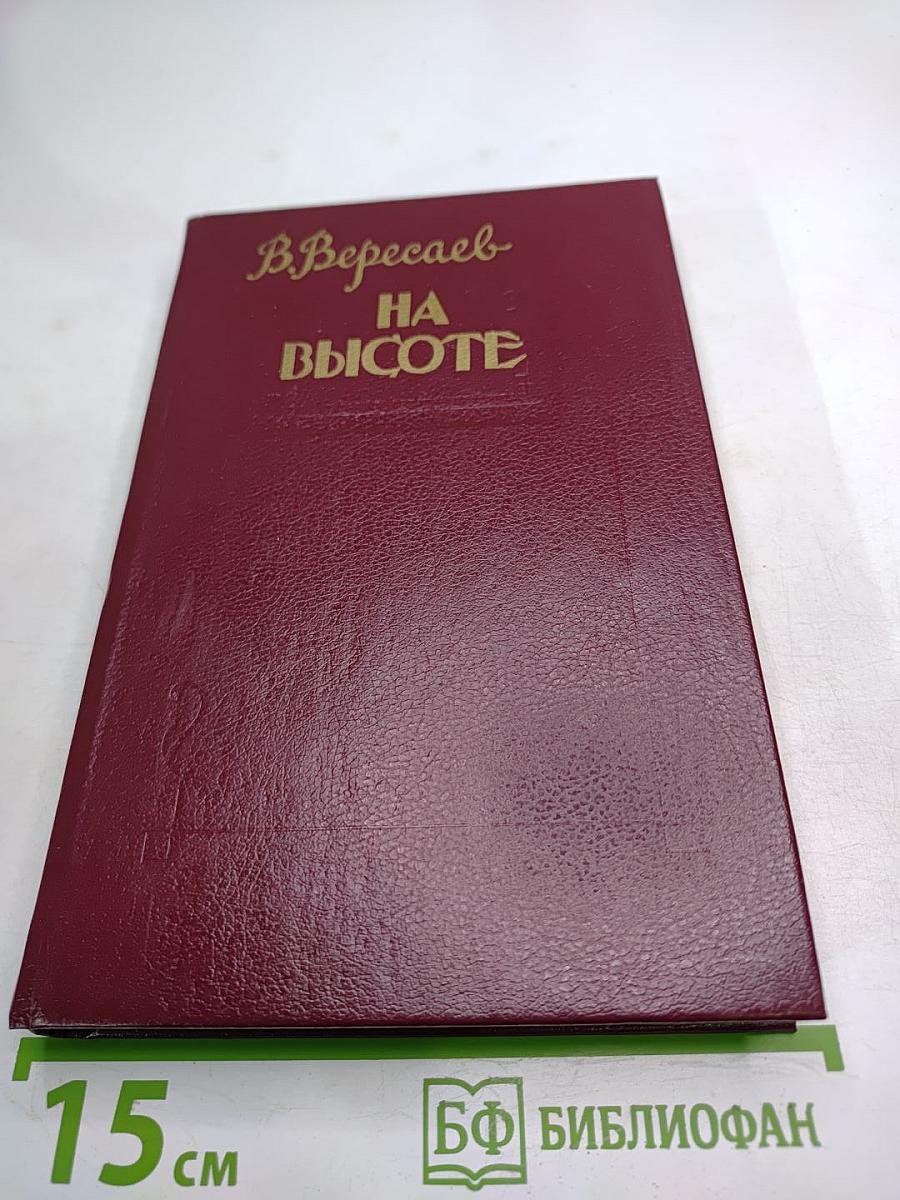 В. Вересаев
НА
ВЫСОТЕ
15 см
БФ БИБЛИОФАН